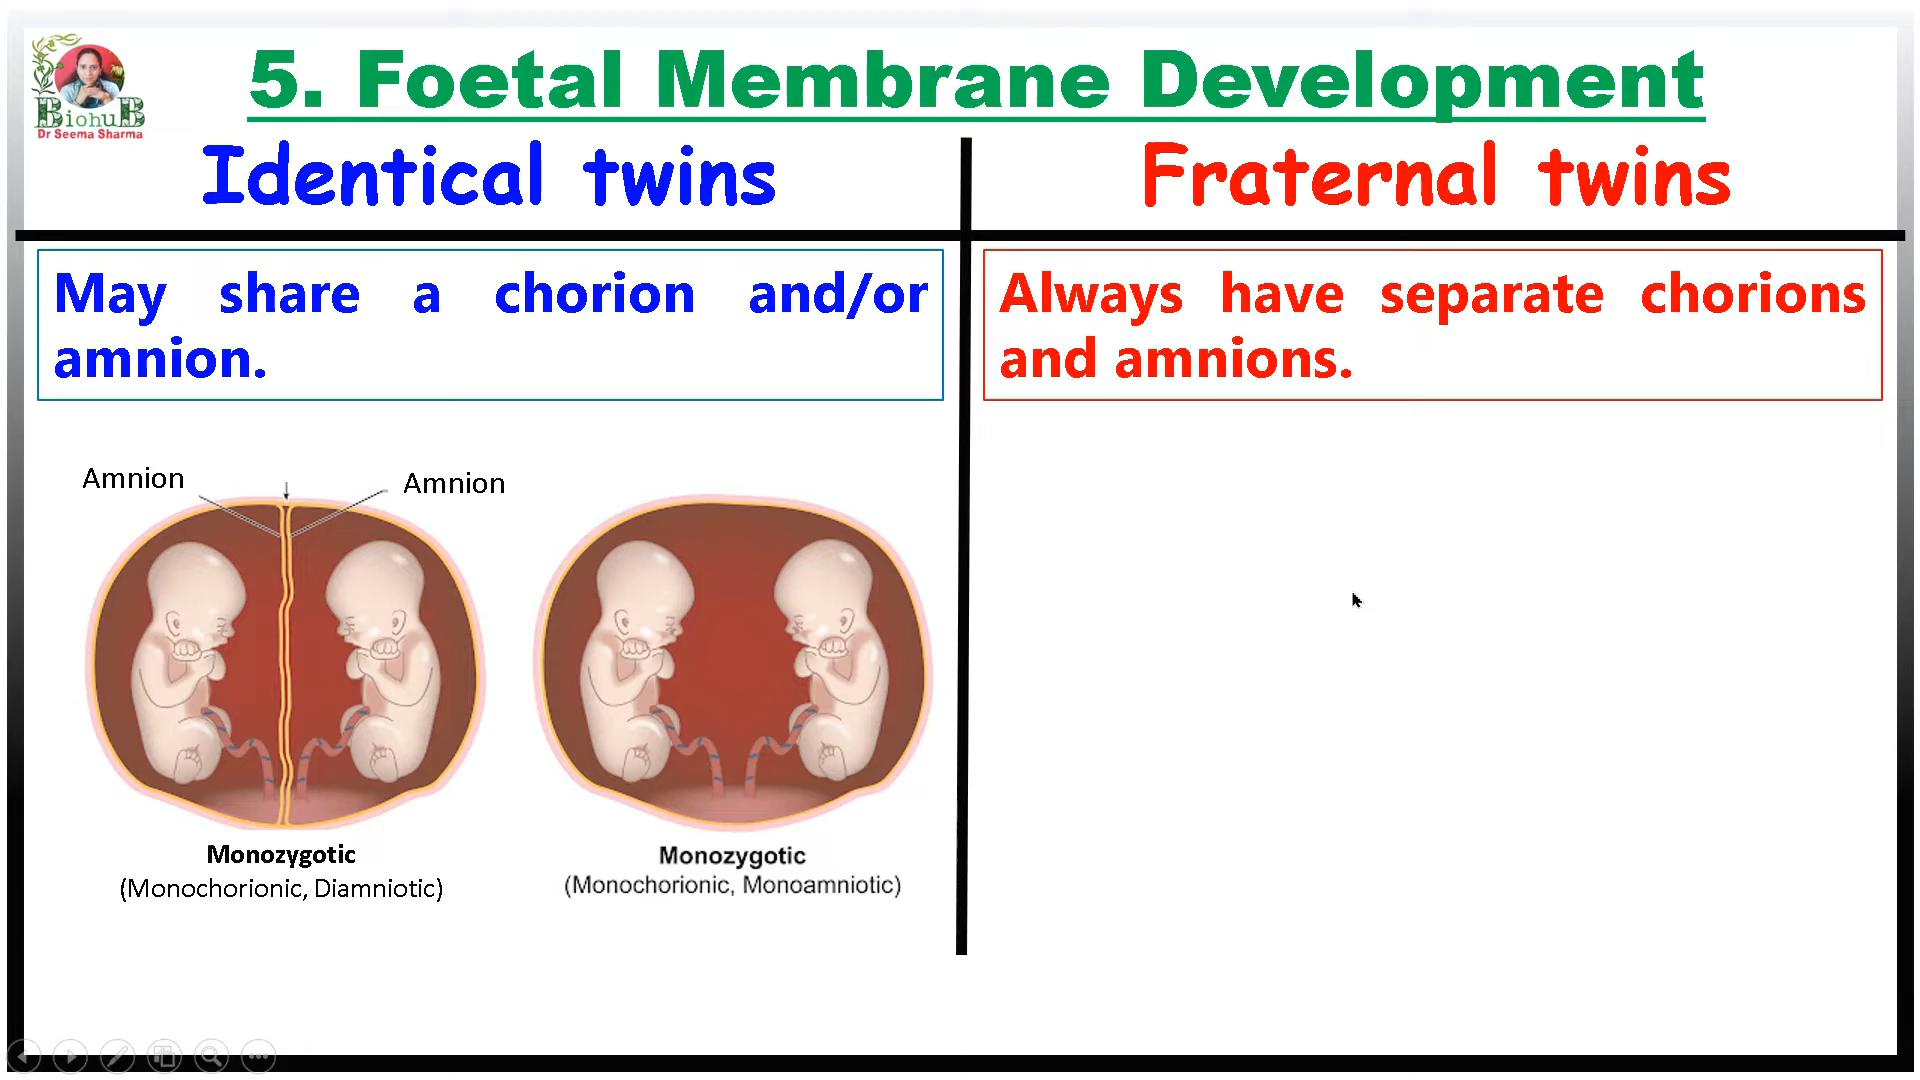 BiohuB
Dr Seema Sharma
5. Foetal Membrane Development
Identical twins
Fraternal twins
May share a chorion and/or
amnion.
Always have separate chorions
and amnions.
Amnion
Amnion
Monozygotic
(Monochorionic, Diamniotic)
Monozygotic
(Monochorionic, Monoamniotic)